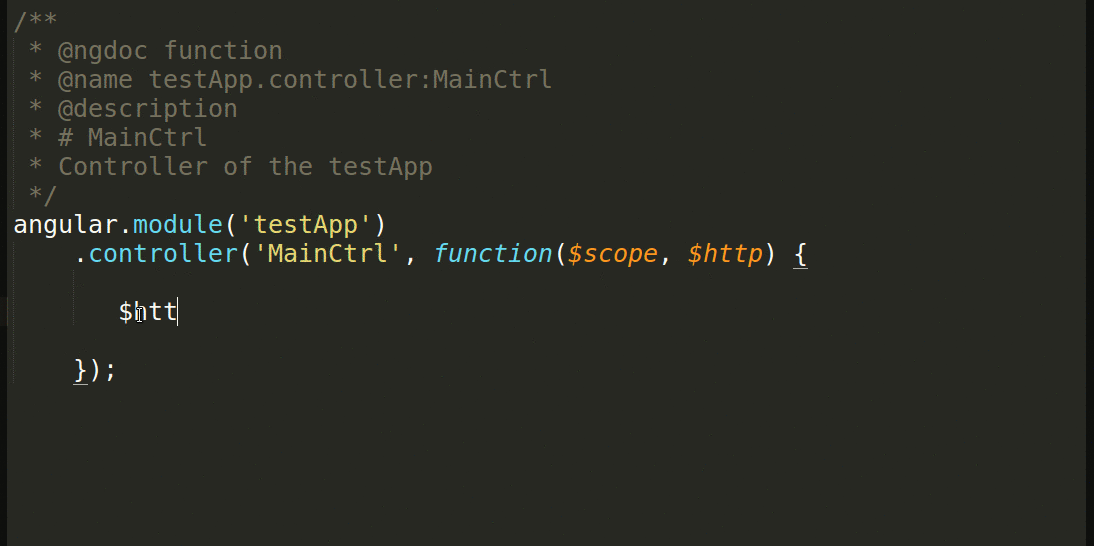 /**
 * @ngdoc function
 * @name testApp.controller:MainCtrl
 * @description
 * # MainCtrl
 * Controller of the testApp
 */
angular.module('testApp')
    .controller('MainCtrl', function($scope, $http) {
       $htt
    });